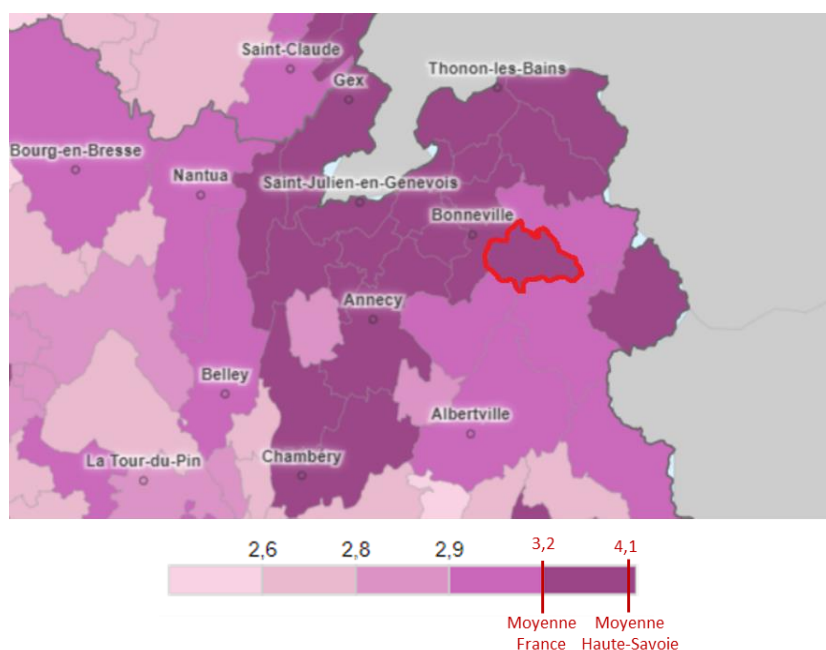 Saint-Claude
Thonon-les-Bains
Gex
Bourg-en-Bresse
Nantua
Saint-Julien-en-Genevois
Bonneville
Annecy
Belley
Albertville
La Tour-du-Pin
Chambéry
2,6 2,8 2,9 3,2 4,1
Moyenne Moyenne
France Haute-Savoie